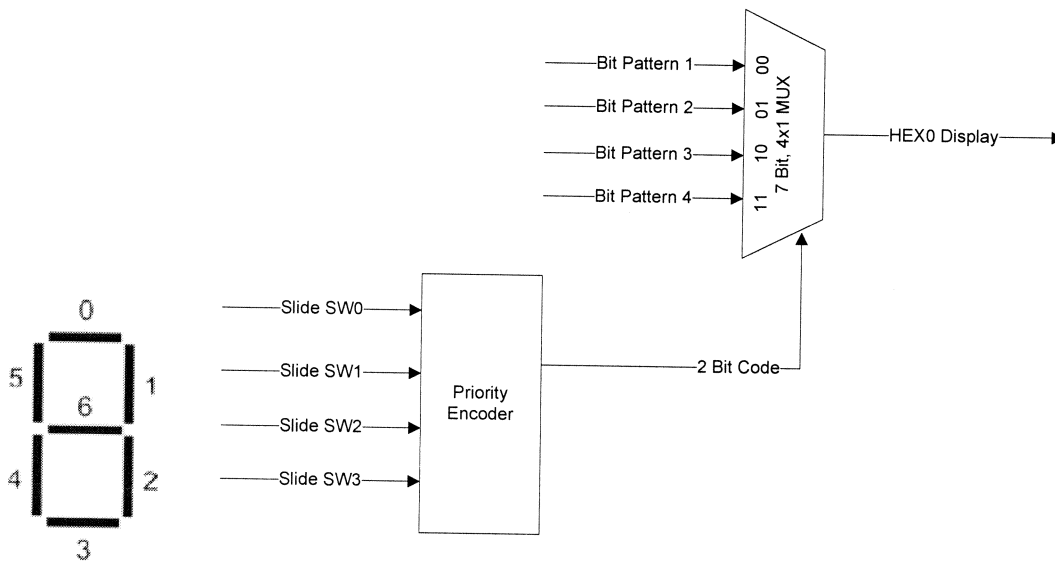 Bit Pattern 1
Bit Pattern 2
Bit Pattern 3
Bit Pattern 4
00
01
10
11
7 Bit, 4x1 MUX
HEX0 Display
Slide SW0
Slide SW1
Slide SW2
Slide SW3
Priority
Encoder
2 Bit Code
0
5
1
6
4
2
3